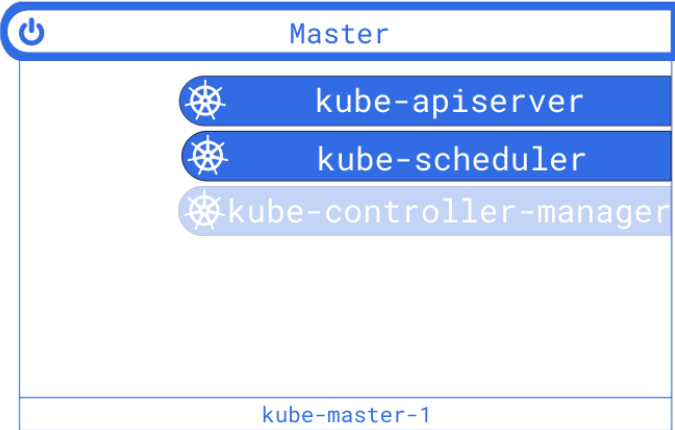 Master
kube-apiserver
kube-scheduler
kube-controller-manager
kube-master-1